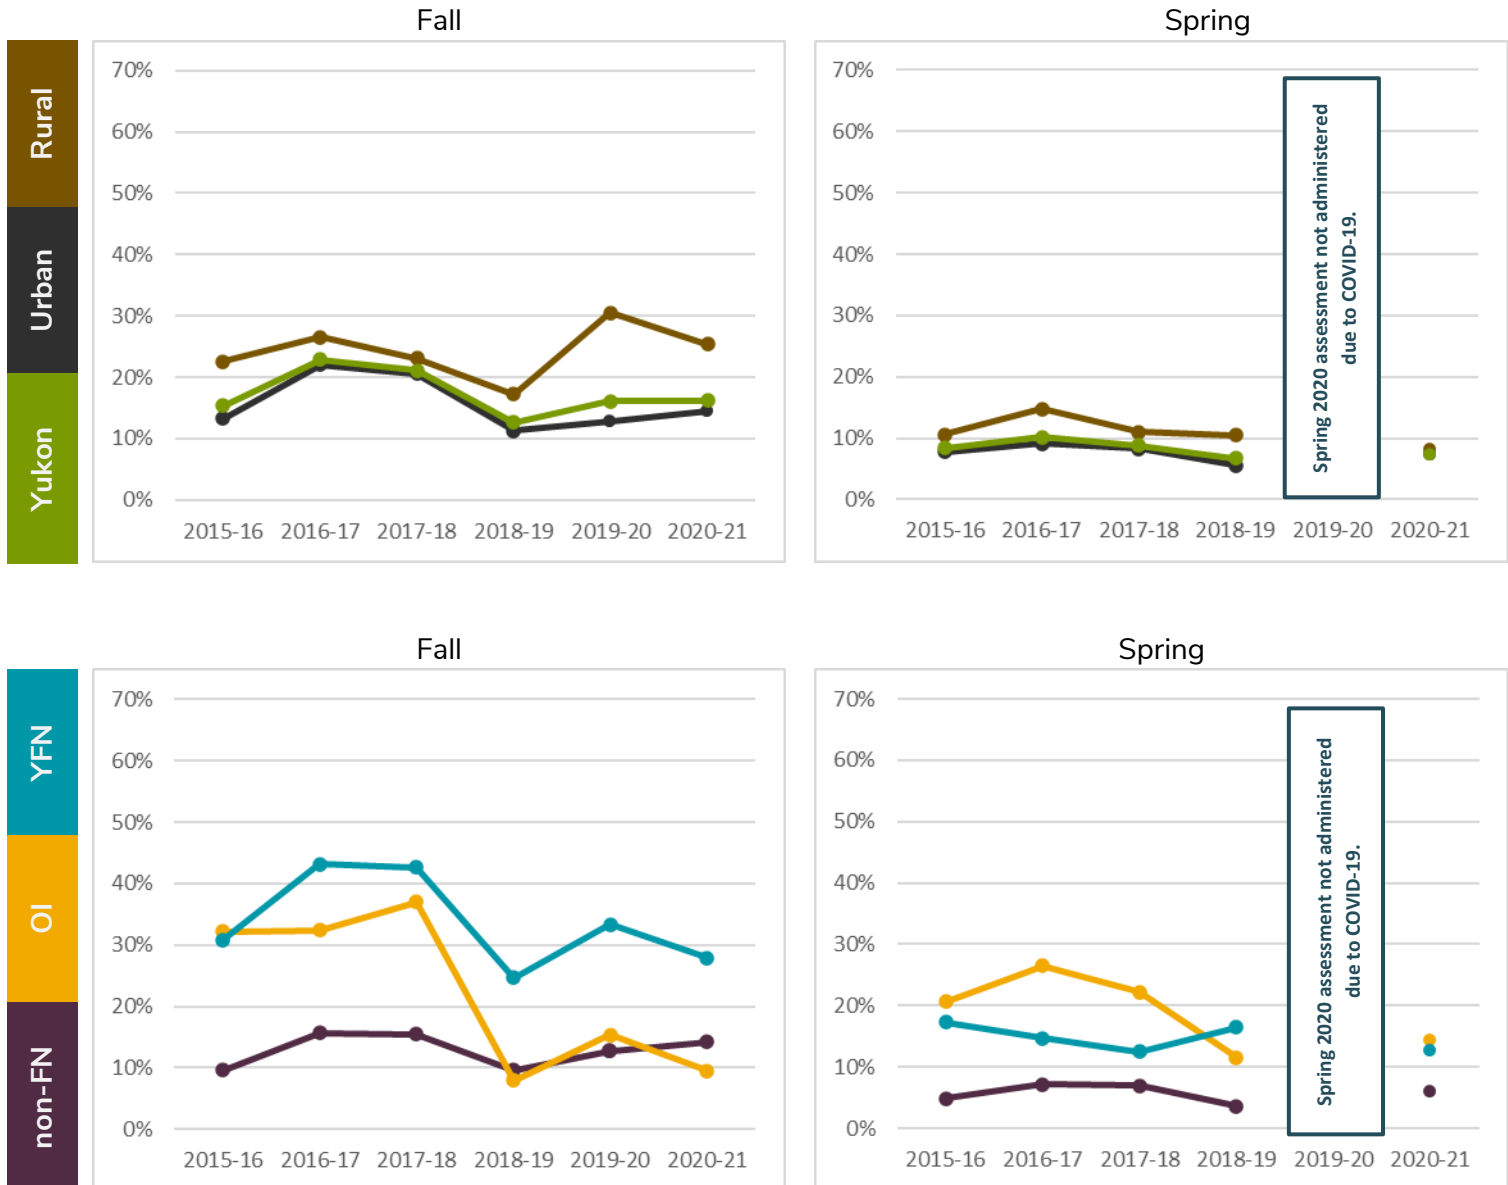 Fall
Spring
Rural
Urban
Yukon
70%
60%
50%
40%
30%
20%
10%
0%
2015-16 2016-17 2017-18 2018-19 2019-20 2020-21
70%
60%
50%
40%
30%
20%
10%
0%
Spring 2020 assessment not administered
due to COVID-19.
2015-16 2016-17 2017-18 2018-19 2019-20 2020-21
Fall
Spring
YFN
OI
non-FN
70%
60%
50%
40%
30%
20%
10%
0%
2015-16 2016-17 2017-18 2018-19 2019-20 2020-21
70%
60%
50%
40%
30%
20%
10%
0%
Spring 2020 assessment not administered
due to COVID-19.
2015-16 2016-17 2017-18 2018-19 2019-20 2020-21